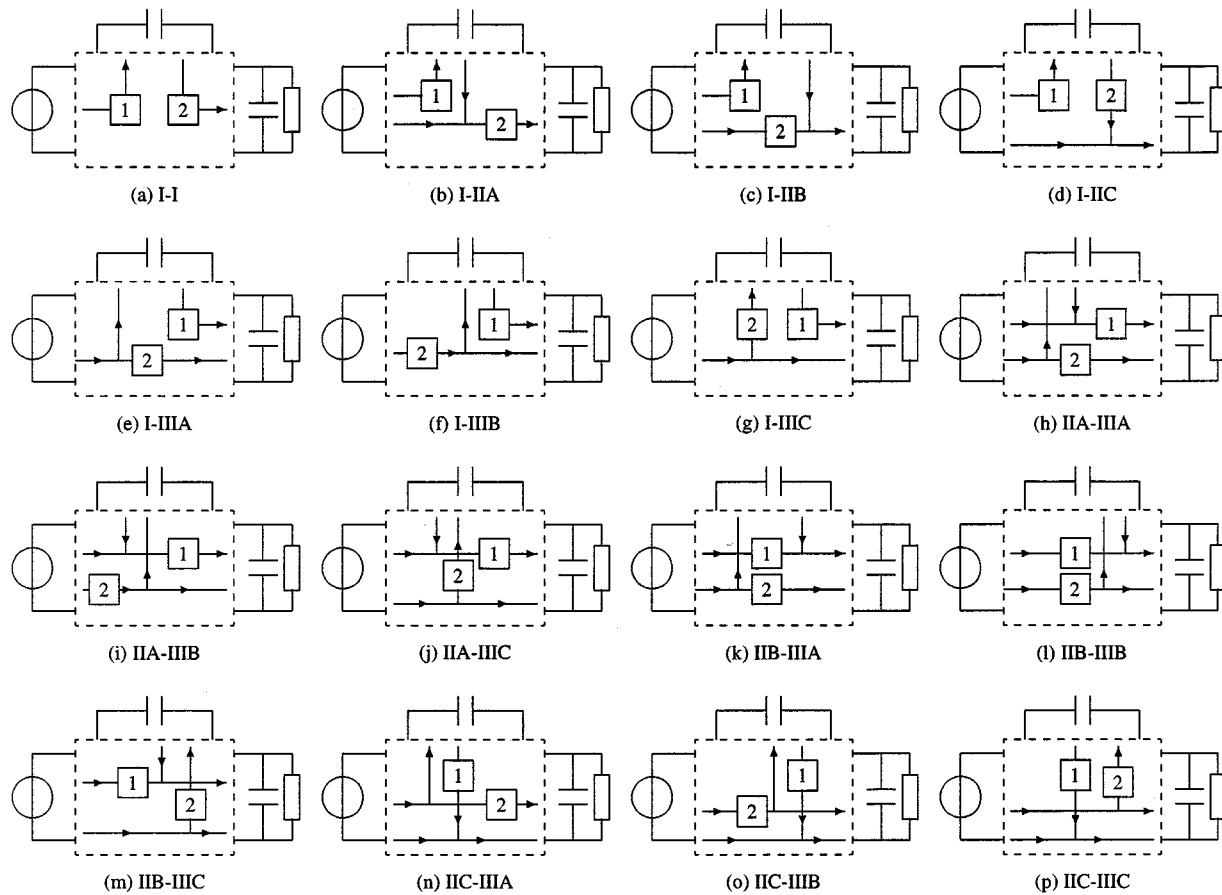 1 2
1 2
1 2
1 2
(a) I-I
(b) I-IIA
(c) I-IIB
(d) I-IIC
1 2
1 2
2 1
1 2
(e) I-IIIA
(f) I-IIIB
(g) I-IIIC
(h) IIA-IIIA
1 2
1 2
1 2
1 2
(i) IIA-IIIB
(j) IIA-IIIC
(k) IIB-IIIA
(l) IIB-IIIB
1 2
1 2
1 2
1 2
(m) IIB-IIIC
(n) IIC-IIIA
(o) IIC-IIIB
(p) IIC-IIIC